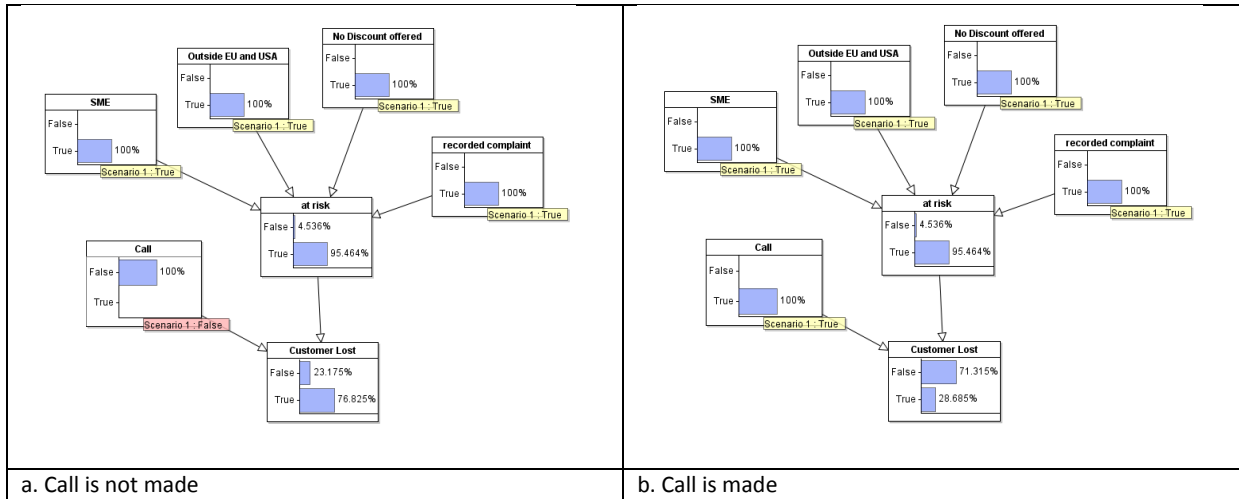 No Discount offered
False
True
100%
Scenario 1 : True
Outside EU and USA
False
True
100%
Scenario 1 : True
SME
False
True
100%
Scenario 1 : True
recorded complaint
False
True
100%
Scenario 1 : True
at risk
False
4.536%
True
95.464%
Call
False
100%
True
Scenario 1 : False
Customer Lost
False
23.175%
True
76.825%
a. Call is not made
No Discount offered
False
True
100%
Scenario 1 : True
Outside EU and USA
False
True
100%
Scenario 1 : True
SME
False
True
100%
Scenario 1 : True
recorded complaint
False
True
100%
Scenario 1 : True
at risk
False
4.536%
True
95.464%
Call
False
True
100%
Scenario 1 : True
Customer Lost
False
71.315%
True
28.685%
b. Call is made